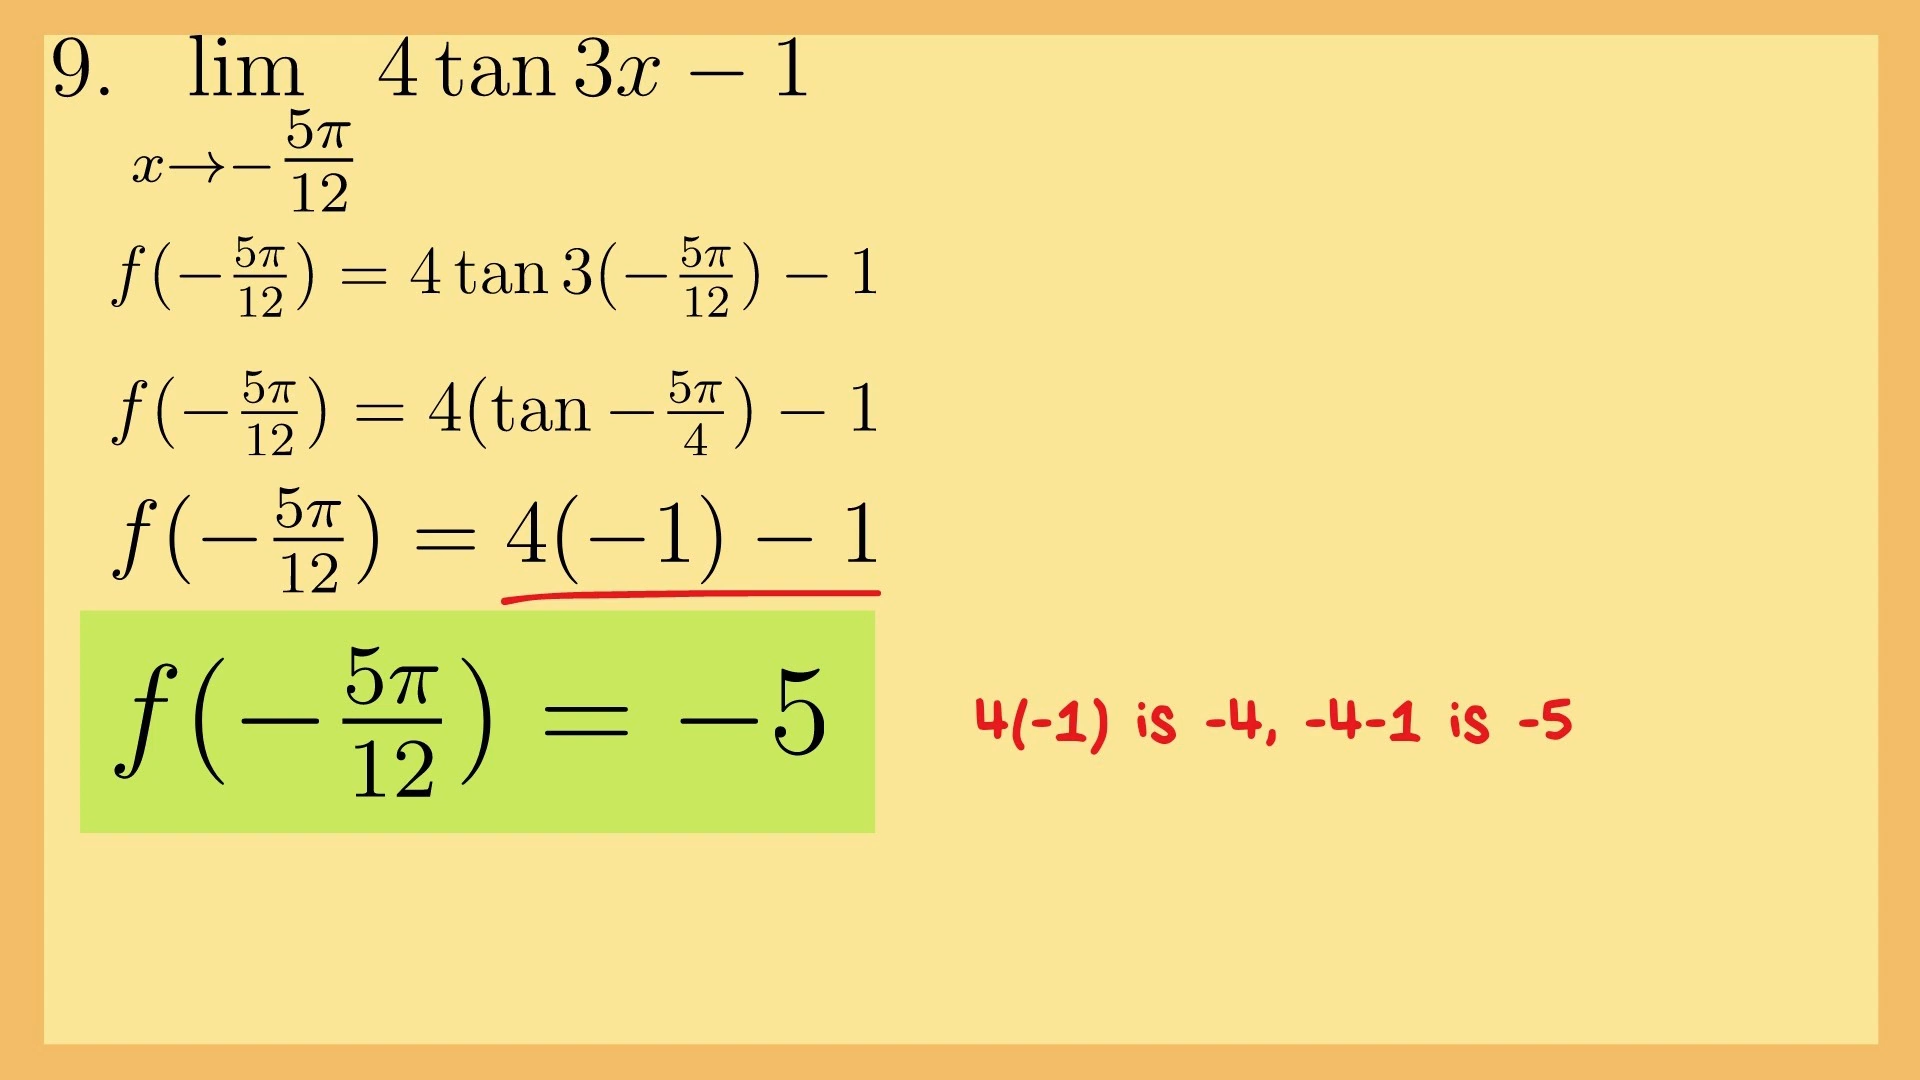 9. lim 4 tan 3x − 1
x→−5π/12
f(−5π/12) = 4 tan 3(−5π/12) − 1
f(−5π/12) = 4(tan −5π/4) − 1
f(−5π/12) = 4(−1) − 1
f(−5π/12) = −5
4(-1) is -4, -4-1 is -5